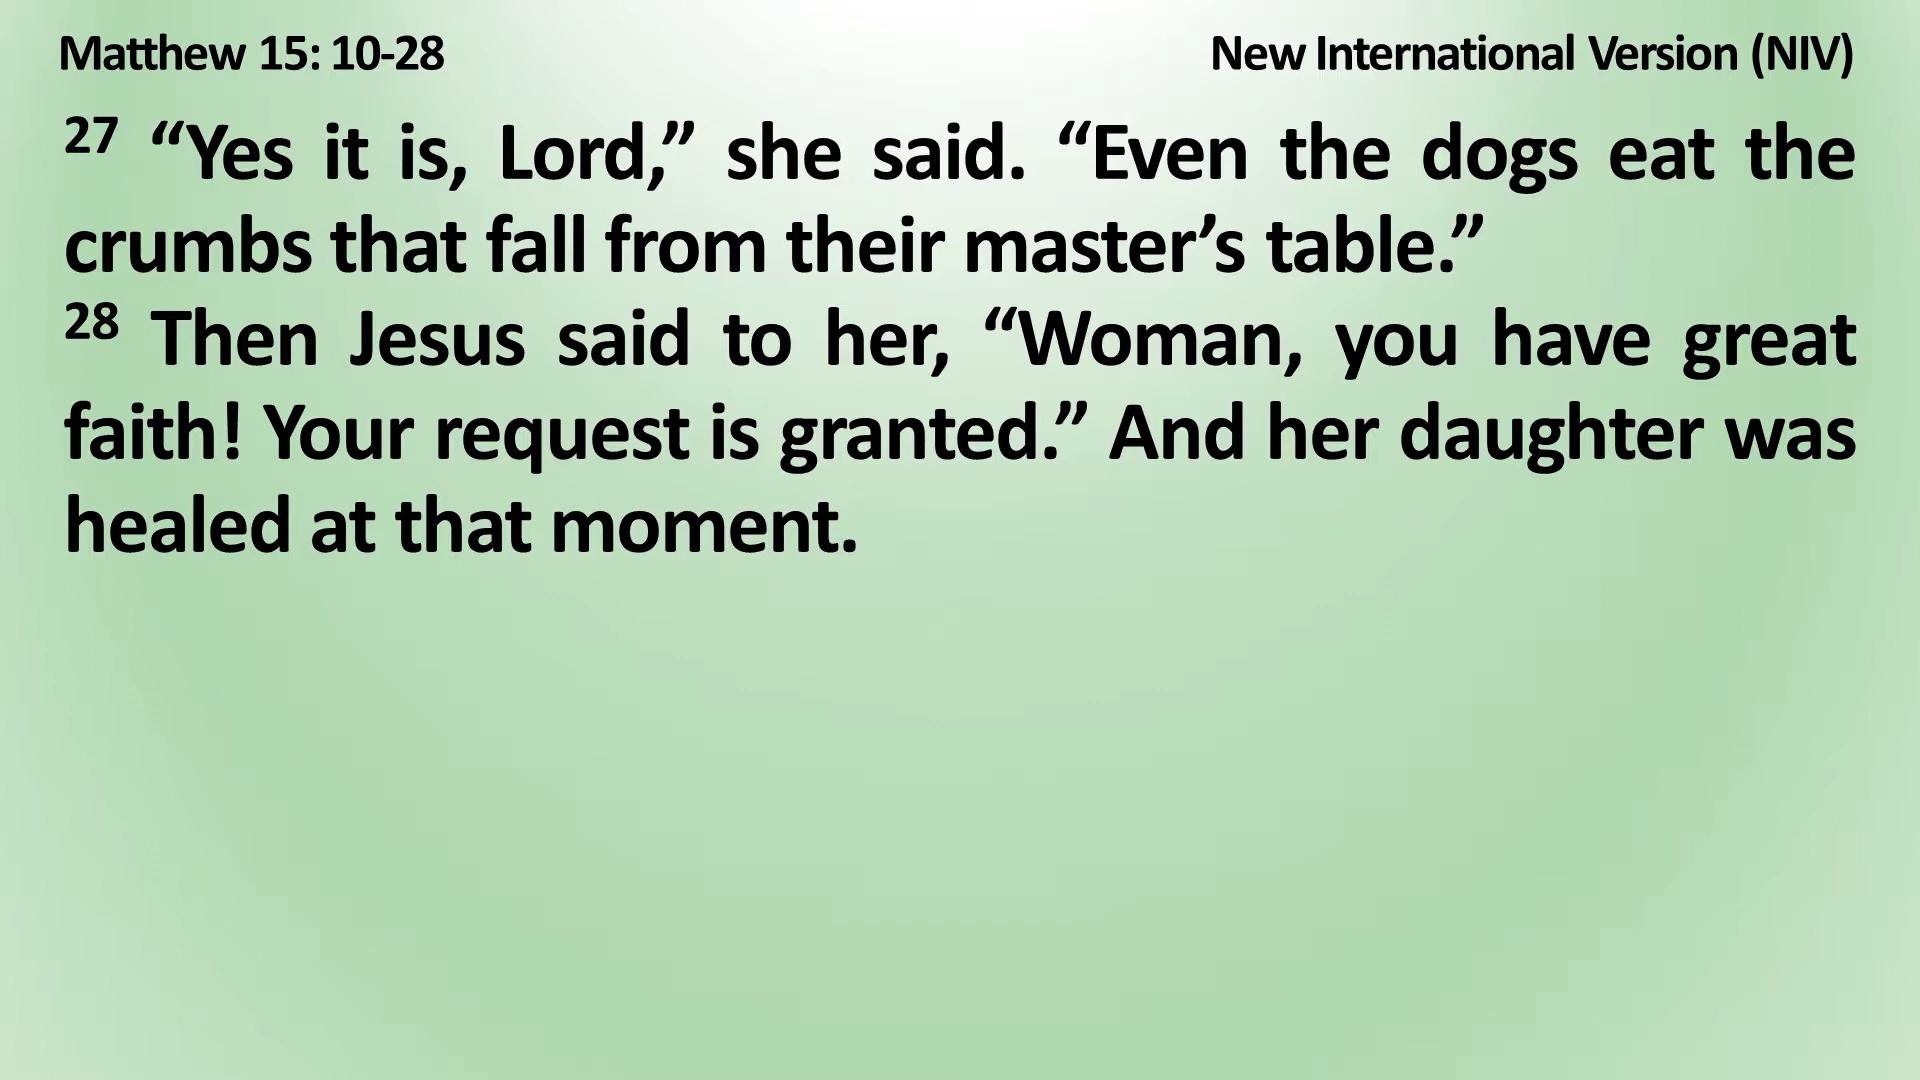 Matthew 15: 10-28
New International Version (NIV)
27 “Yes it is, Lord,” she said. “Even the dogs eat the
crumbs that fall from their master’s table.”
28 Then Jesus said to her, “Woman, you have great
faith! Your request is granted.” And her daughter was
healed at that moment.